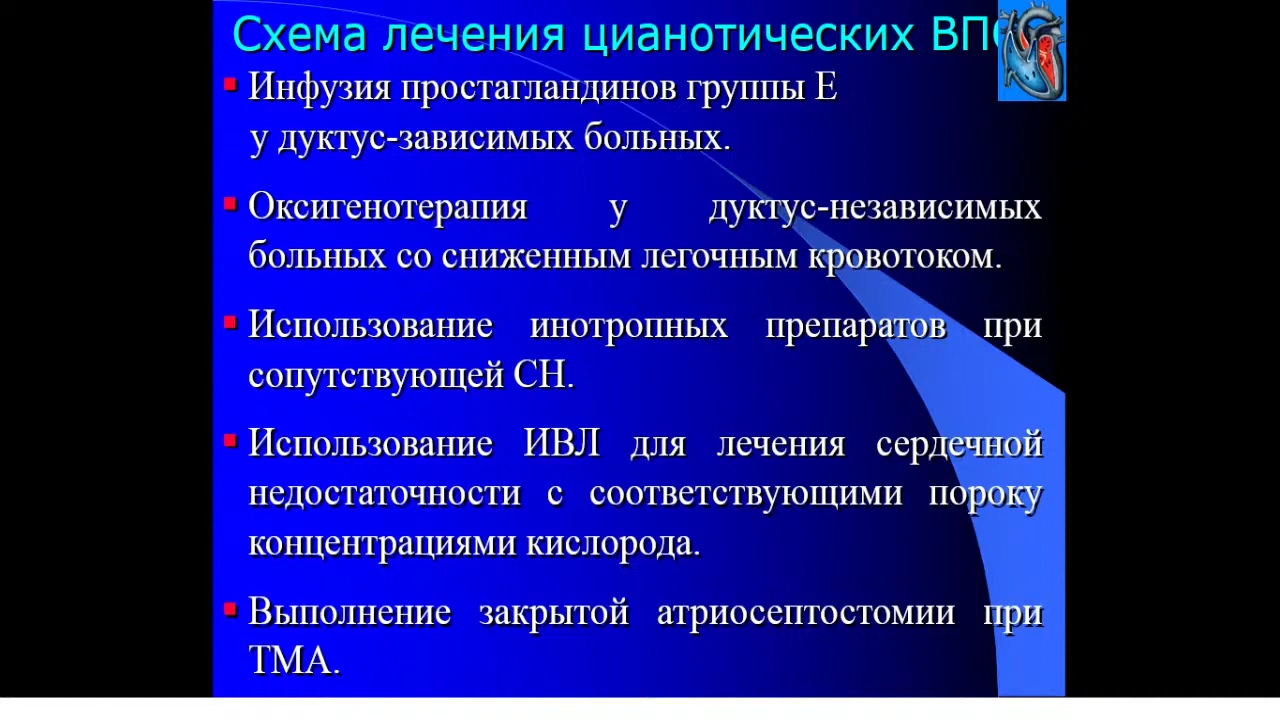 Схема лечения цианотических ВПС
Инфузия простагландинов группы Е
у дуктус-зависимых больных.
Оксигенотерапия у дуктус-независимых
больных со сниженным легочным кровотоком.
Использование инотропных препаратов при
сопутствующей СН.
Использование ИВЛ для лечения сердечной
недостаточности с соответствующими пороку
концентрациями кислорода.
Выполнение закрытой атриосептостомии при
ТМА.